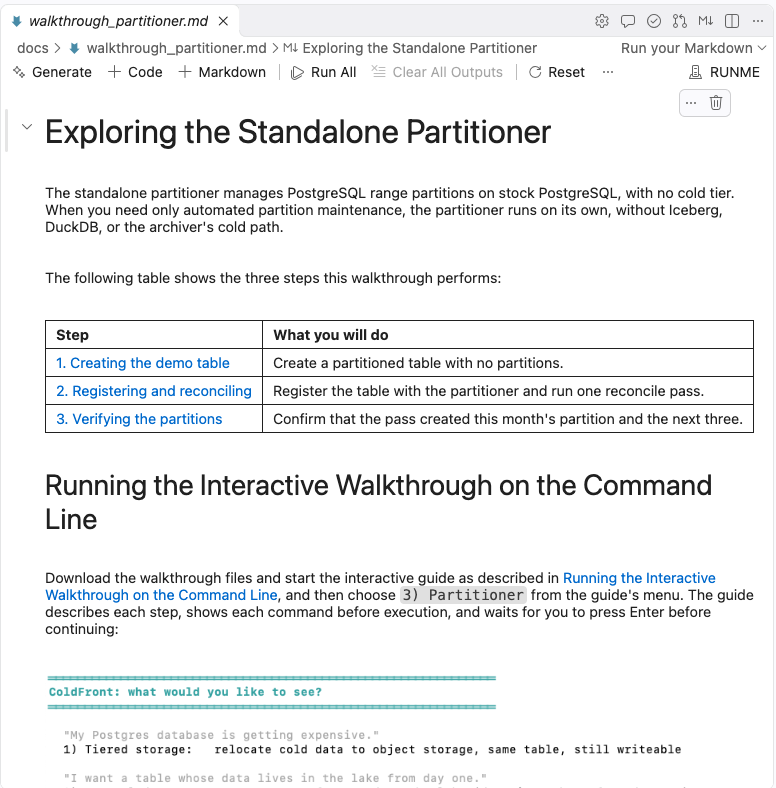 walkthrough_partitioner.md
docs > walkthrough_partitioner.md > M↓ Exploring the Standalone Partitioner
Run your Markdown
Generate + Code + Markdown Run All Clear All Outputs Reset ... RUNME
Exploring the Standalone Partitioner
The standalone partitioner manages PostgreSQL range partitions on stock PostgreSQL, with no cold tier.
When you need only automated partition maintenance, the partitioner runs on its own, without Iceberg,
DuckDB, or the archiver's cold path.
The following table shows the three steps this walkthrough performs:
Step What you will do
1. Creating the demo table Create a partitioned table with no partitions.
2. Registering and reconciling Register the table with the partitioner and run one reconcile pass.
3. Verifying the partitions Confirm that the pass created this month's partition and the next three.
Running the Interactive Walkthrough on the Command
Line
Download the walkthrough files and start the interactive guide as described in Running the Interactive
Walkthrough on the Command Line, and then choose 3) Partitioner from the guide's menu. The guide
describes each step, shows each command before execution, and waits for you to press Enter before
continuing:
ColdFront: what would you like to see?
"My Postgres database is getting expensive."
1) Tiered storage: relocate cold data to object storage, same table, still writeable
"I want a table whose data lives in the lake from day one."